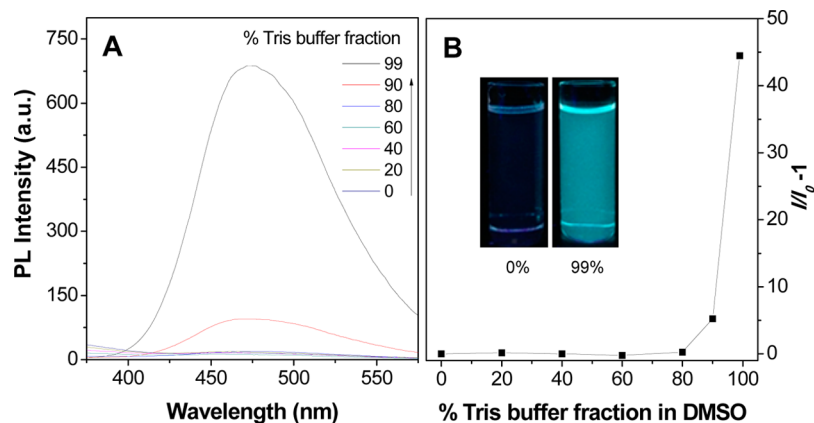 A
% Tris buffer fraction
99
90
80
60
40
20
0
750
600
450
300
150
0
PL Intensity (a.u.)
400 450 500 550
Wavelength (nm)
B
50
40
30
20
10
0
I/I0 -1
0% 99%
0 20 40 60 80 100
% Tris buffer fraction in DMSO